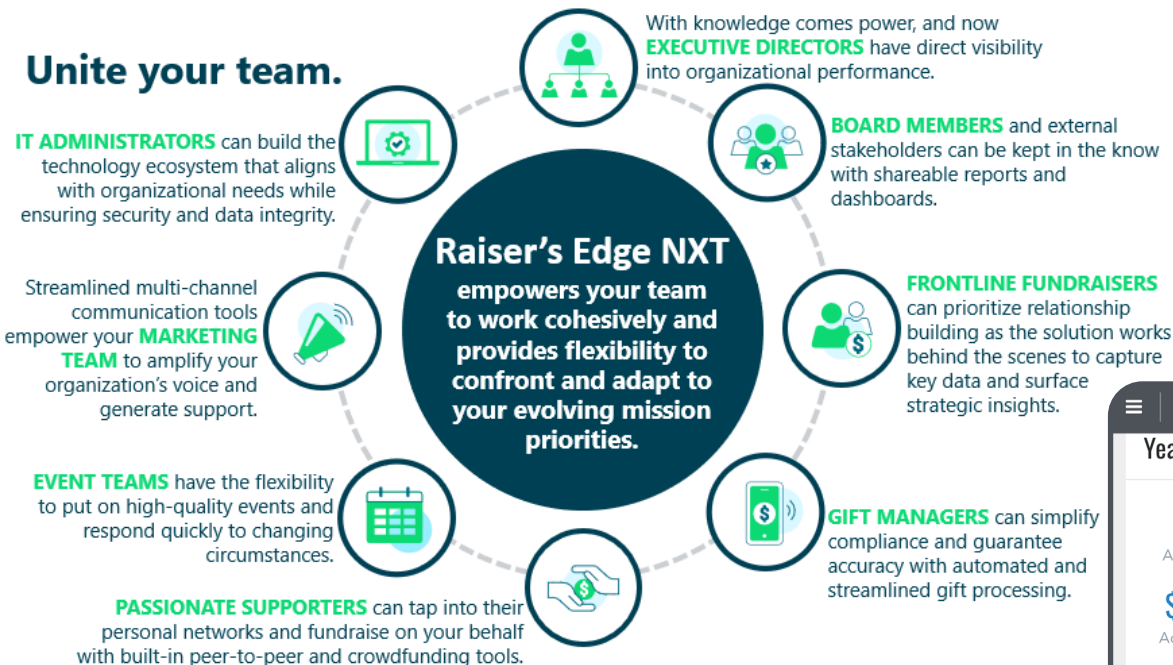 Unite your team.
With knowledge comes power, and now
EXECUTIVE DIRECTORS have direct visibility
into organizational performance.
BOARD MEMBERS and external
stakeholders can be kept in the know
with shareable reports and
dashboards.
FRONTLINE FUNDRAISERS
can prioritize relationship
building as the solution works
behind the scenes to capture
key data and surface
strategic insights.
GIFT MANAGERS can simplify
compliance and guarantee
accuracy with automated and
streamlined gift processing.
PASSIONATE SUPPORTERS can tap into their
personal networks and fundraise on your behalf
with built-in peer-to-peer and crowdfunding tools.
EVENT TEAMS have the flexibility
to put on high-quality events and
respond quickly to changing
circumstances.
Streamlined multi-channel
communication tools
empower your MARKETING
TEAM to amplify your
organization’s voice and
generate support.
IT ADMINISTRATORS can build the
technology ecosystem that aligns
with organizational needs while
ensuring security and data integrity.
Raiser’s Edge NXT
empowers your team
to work cohesively and
provides flexibility to
confront and adapt to
your evolving mission
priorities.
$
$
$